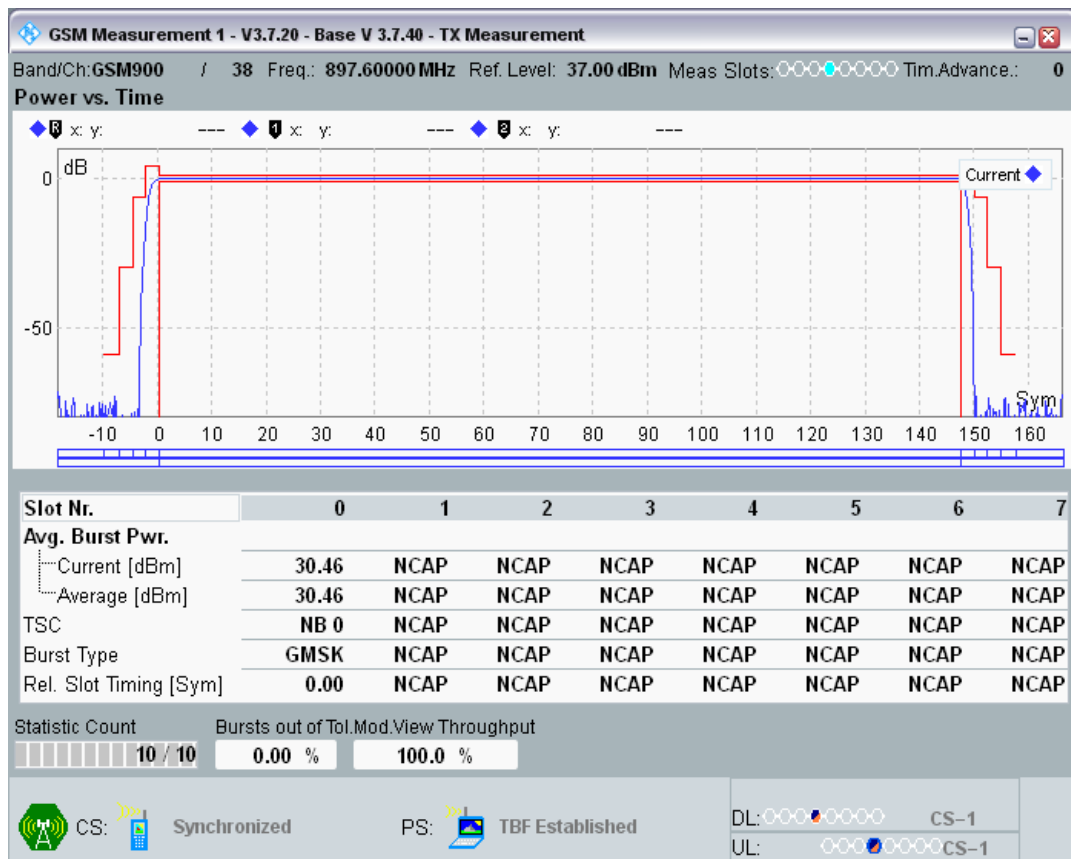 GSM Measurement 1 - V3.7.20 - Base V 3.7.40 - TX Measurement
Band/Ch:GSM900 / 38 Freq.: 897.60000 MHz Ref. Level: 37.00 dBm Meas Slots: Tim.Advance.: 0
Power vs. Time
R x: y: --- 1 x: y: --- 2 x: y: ---
dB
Current
0
-50
Sym
-10 0 10 20 30 40 50 60 70 80 90 100 110 120 130 140 150 160
Slot Nr. 0 1 2 3 4 5 6 7
Avg. Burst Pwr.
Current [dBm] 30.46 NCAP NCAP NCAP NCAP NCAP NCAP NCAP
Average [dBm] 30.46 NCAP NCAP NCAP NCAP NCAP NCAP NCAP
TSC NB 0 NCAP NCAP NCAP NCAP NCAP NCAP NCAP
Burst Type GMSK NCAP NCAP NCAP NCAP NCAP NCAP NCAP
Rel. Slot Timing [Sym] 0.00 NCAP NCAP NCAP NCAP NCAP NCAP NCAP
Statistic Count Bursts out of Tol.Mod.View Throughput
10 / 10 0.00 % 100.0 %
CS: Synchronized PS: TBF Established DL: CS-1
UL: CS-1